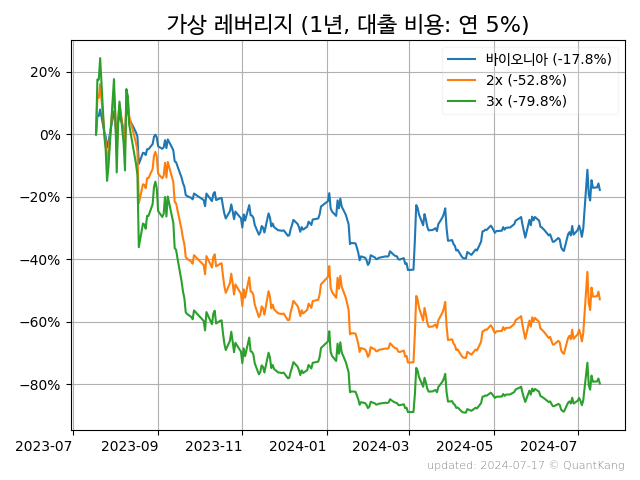 가상 레버리지 (1년, 대출 비용: 연 5%)
바이오니아 (-17.8%)
2x (-52.8%)
3x (-79.8%)
20%
0%
−20%
−40%
−60%
−80%
2023-07 2023-09 2023-11 2024-01 2024-03 2024-05 2024-07
updated: 2024-07-17 © QuantKang